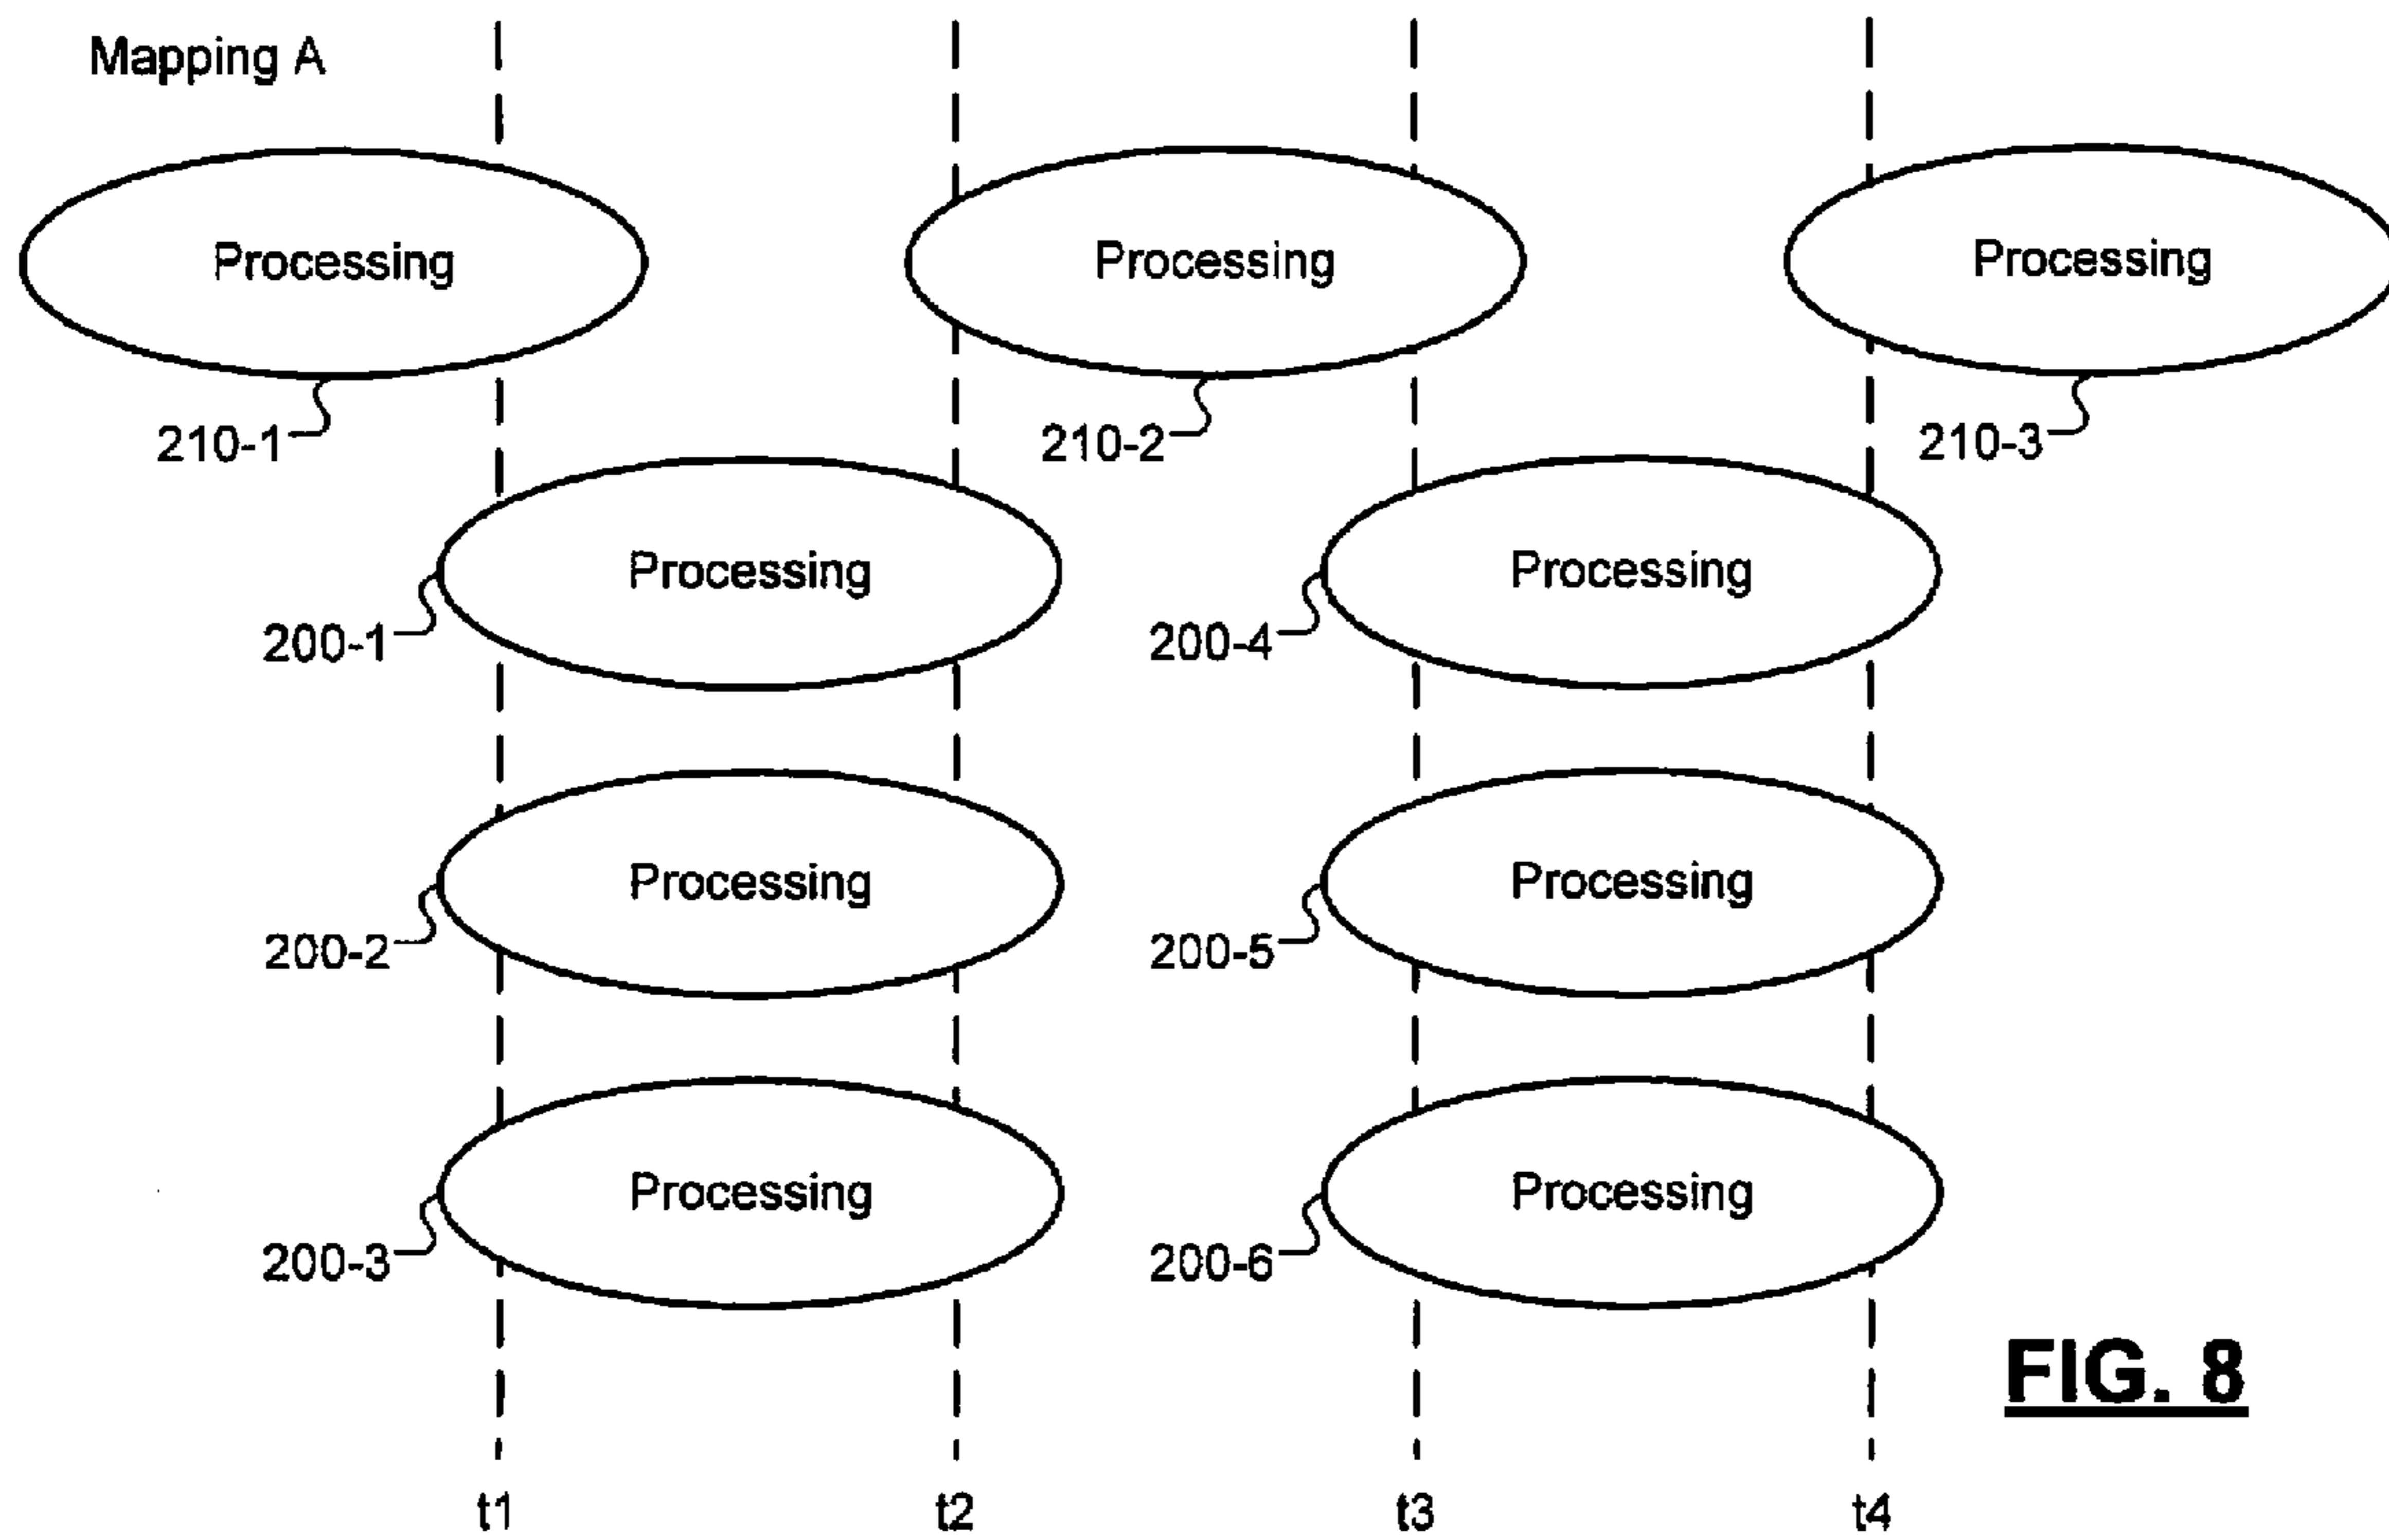 Mapping A
Processing
Processing
Processing
210-1
210-2
210-3
Processing
Processing
200-1
200-4
Processing
Processing
200-2
200-5
Processing
Processing
200-3
200-6
FIG. 8
t1
t2
t3
t4